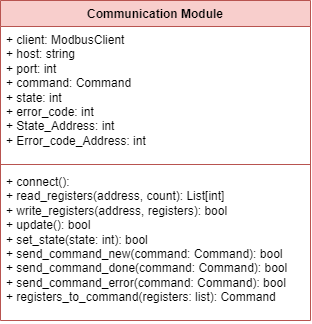 Communication Module
+ client: ModbusClient
+ host: string
+ port: int
+ command: Command
+ state: int
+ error_code: int
+ State_Address: int
+ Error_code_Address: int
+ connect():
+ read_registers(address, count): List[int]
+ write_registers(address, registers): bool
+ update(): bool
+ set_state(state: int): bool
+ send_command_new(command: Command): bool
+ send_command_done(command: Command): bool
+ send_command_error(command: Command): bool
+ registers_to_command(registers: list): Command